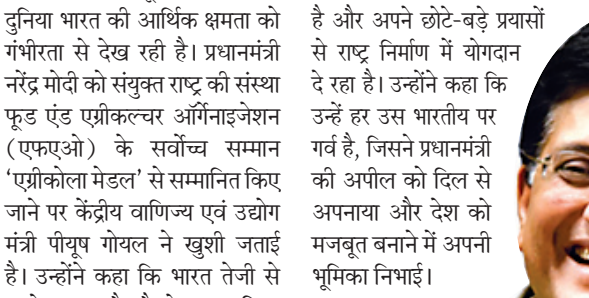 दुनिया भारत की आर्थिक क्षमता को
गंभीरता से देख रही है। प्रधानमंत्री
नरेंद्र मोदी को संयुक्त राष्ट्र की संस्था
फूड एंड एग्रीकल्चर ऑर्गेनाइजेशन
(एफएओ) के सर्वोच्च सम्मान
'एग्रीकोला मेडल' से सम्मानित किए
जाने पर केंद्रीय वाणिज्य एवं उद्योग
मंत्री पीयूष गोयल ने खुशी जताई
है। उन्होंने कहा कि भारत तेजी से
है और अपने छोटे-बड़े प्रयासों
से राष्ट्र निर्माण में योगदान
दे रहा है। उन्होंने कहा कि
उन्हें हर उस भारतीय पर
गर्व है, जिसने प्रधानमंत्री
की अपील को दिल से
अपनाया और देश को
मजबूत बनाने में अपनी
भूमिका निभाई।